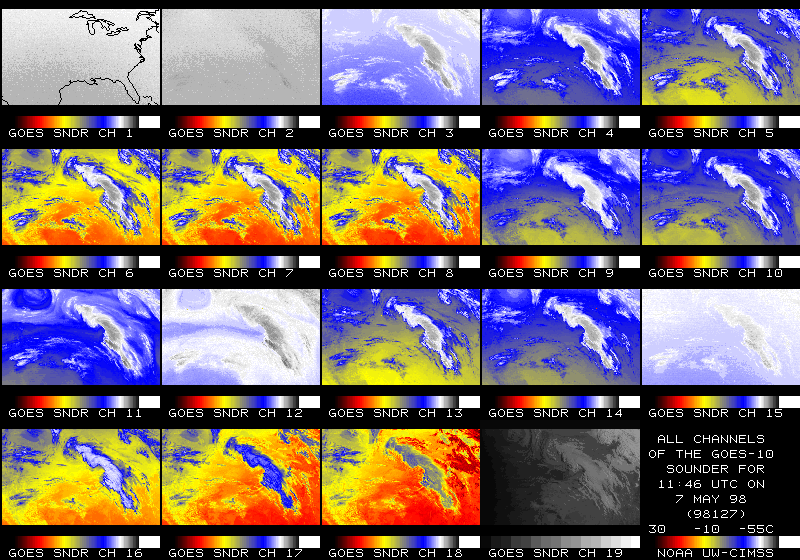 GOES SNDR CH 1
GOES SNDR CH 2
GOES SNDR CH 3
GOES SNDR CH 4
GOES SNDR CH 5
GOES SNDR CH 6
GOES SNDR CH 7
GOES SNDR CH 8
GOES SNDR CH 9
GOES SNDR CH 10
GOES SNDR CH 11
GOES SNDR CH 12
GOES SNDR CH 13
GOES SNDR CH 14
GOES SNDR CH 15
GOES SNDR CH 16
GOES SNDR CH 17
GOES SNDR CH 18
GOES SNDR CH 19
ALL CHANNELS
OF THE GOES-10
SOUNDER FOR
11:46 UTC ON
7 MAY 98
(98127)
30 -10 -55C
NOAA UW-CIMSS